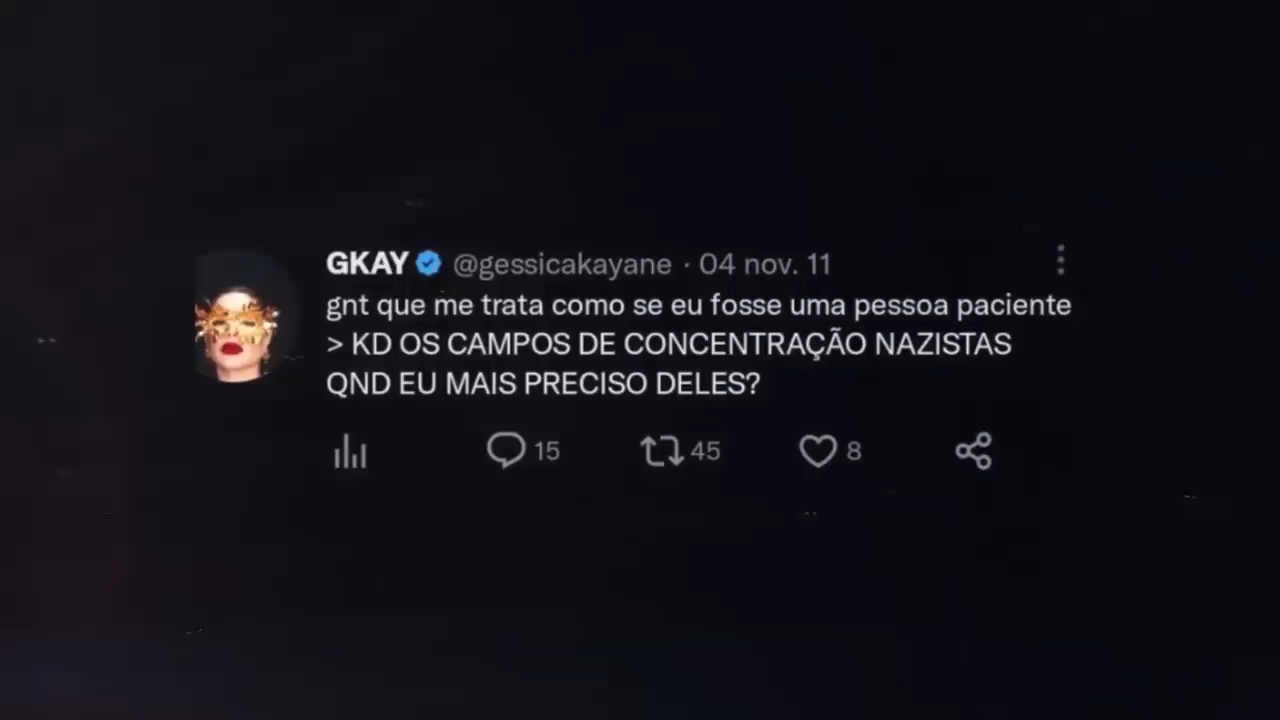 GKAY @gessicakayane · 04 nov. 11
gnt que me trata como se eu fosse uma pessoa paciente
> KD OS CAMPOS DE CONCENTRAÇÃO NAZISTAS
QND EU MAIS PRECISO DELES?
15 45 8